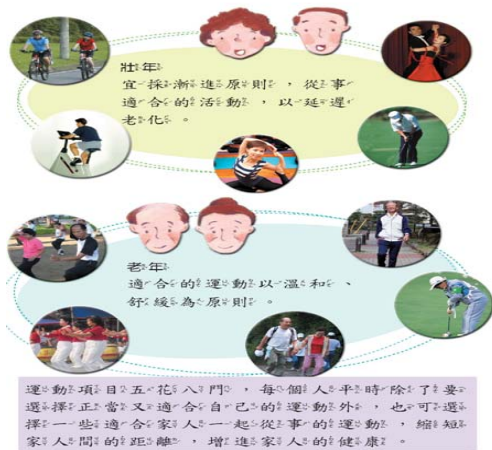 壯年
宜採漸進原則，從事
適合的活動，以延遲
老化。
老年
適合的運動以溫和、
舒緩為原則。
運動項目五花八門，每個人平時除了要
選擇正當又適合自己的運動外，也可選
擇一些適合家人一起從事的運動，縮短
家人間的距離，增進家人的健康。